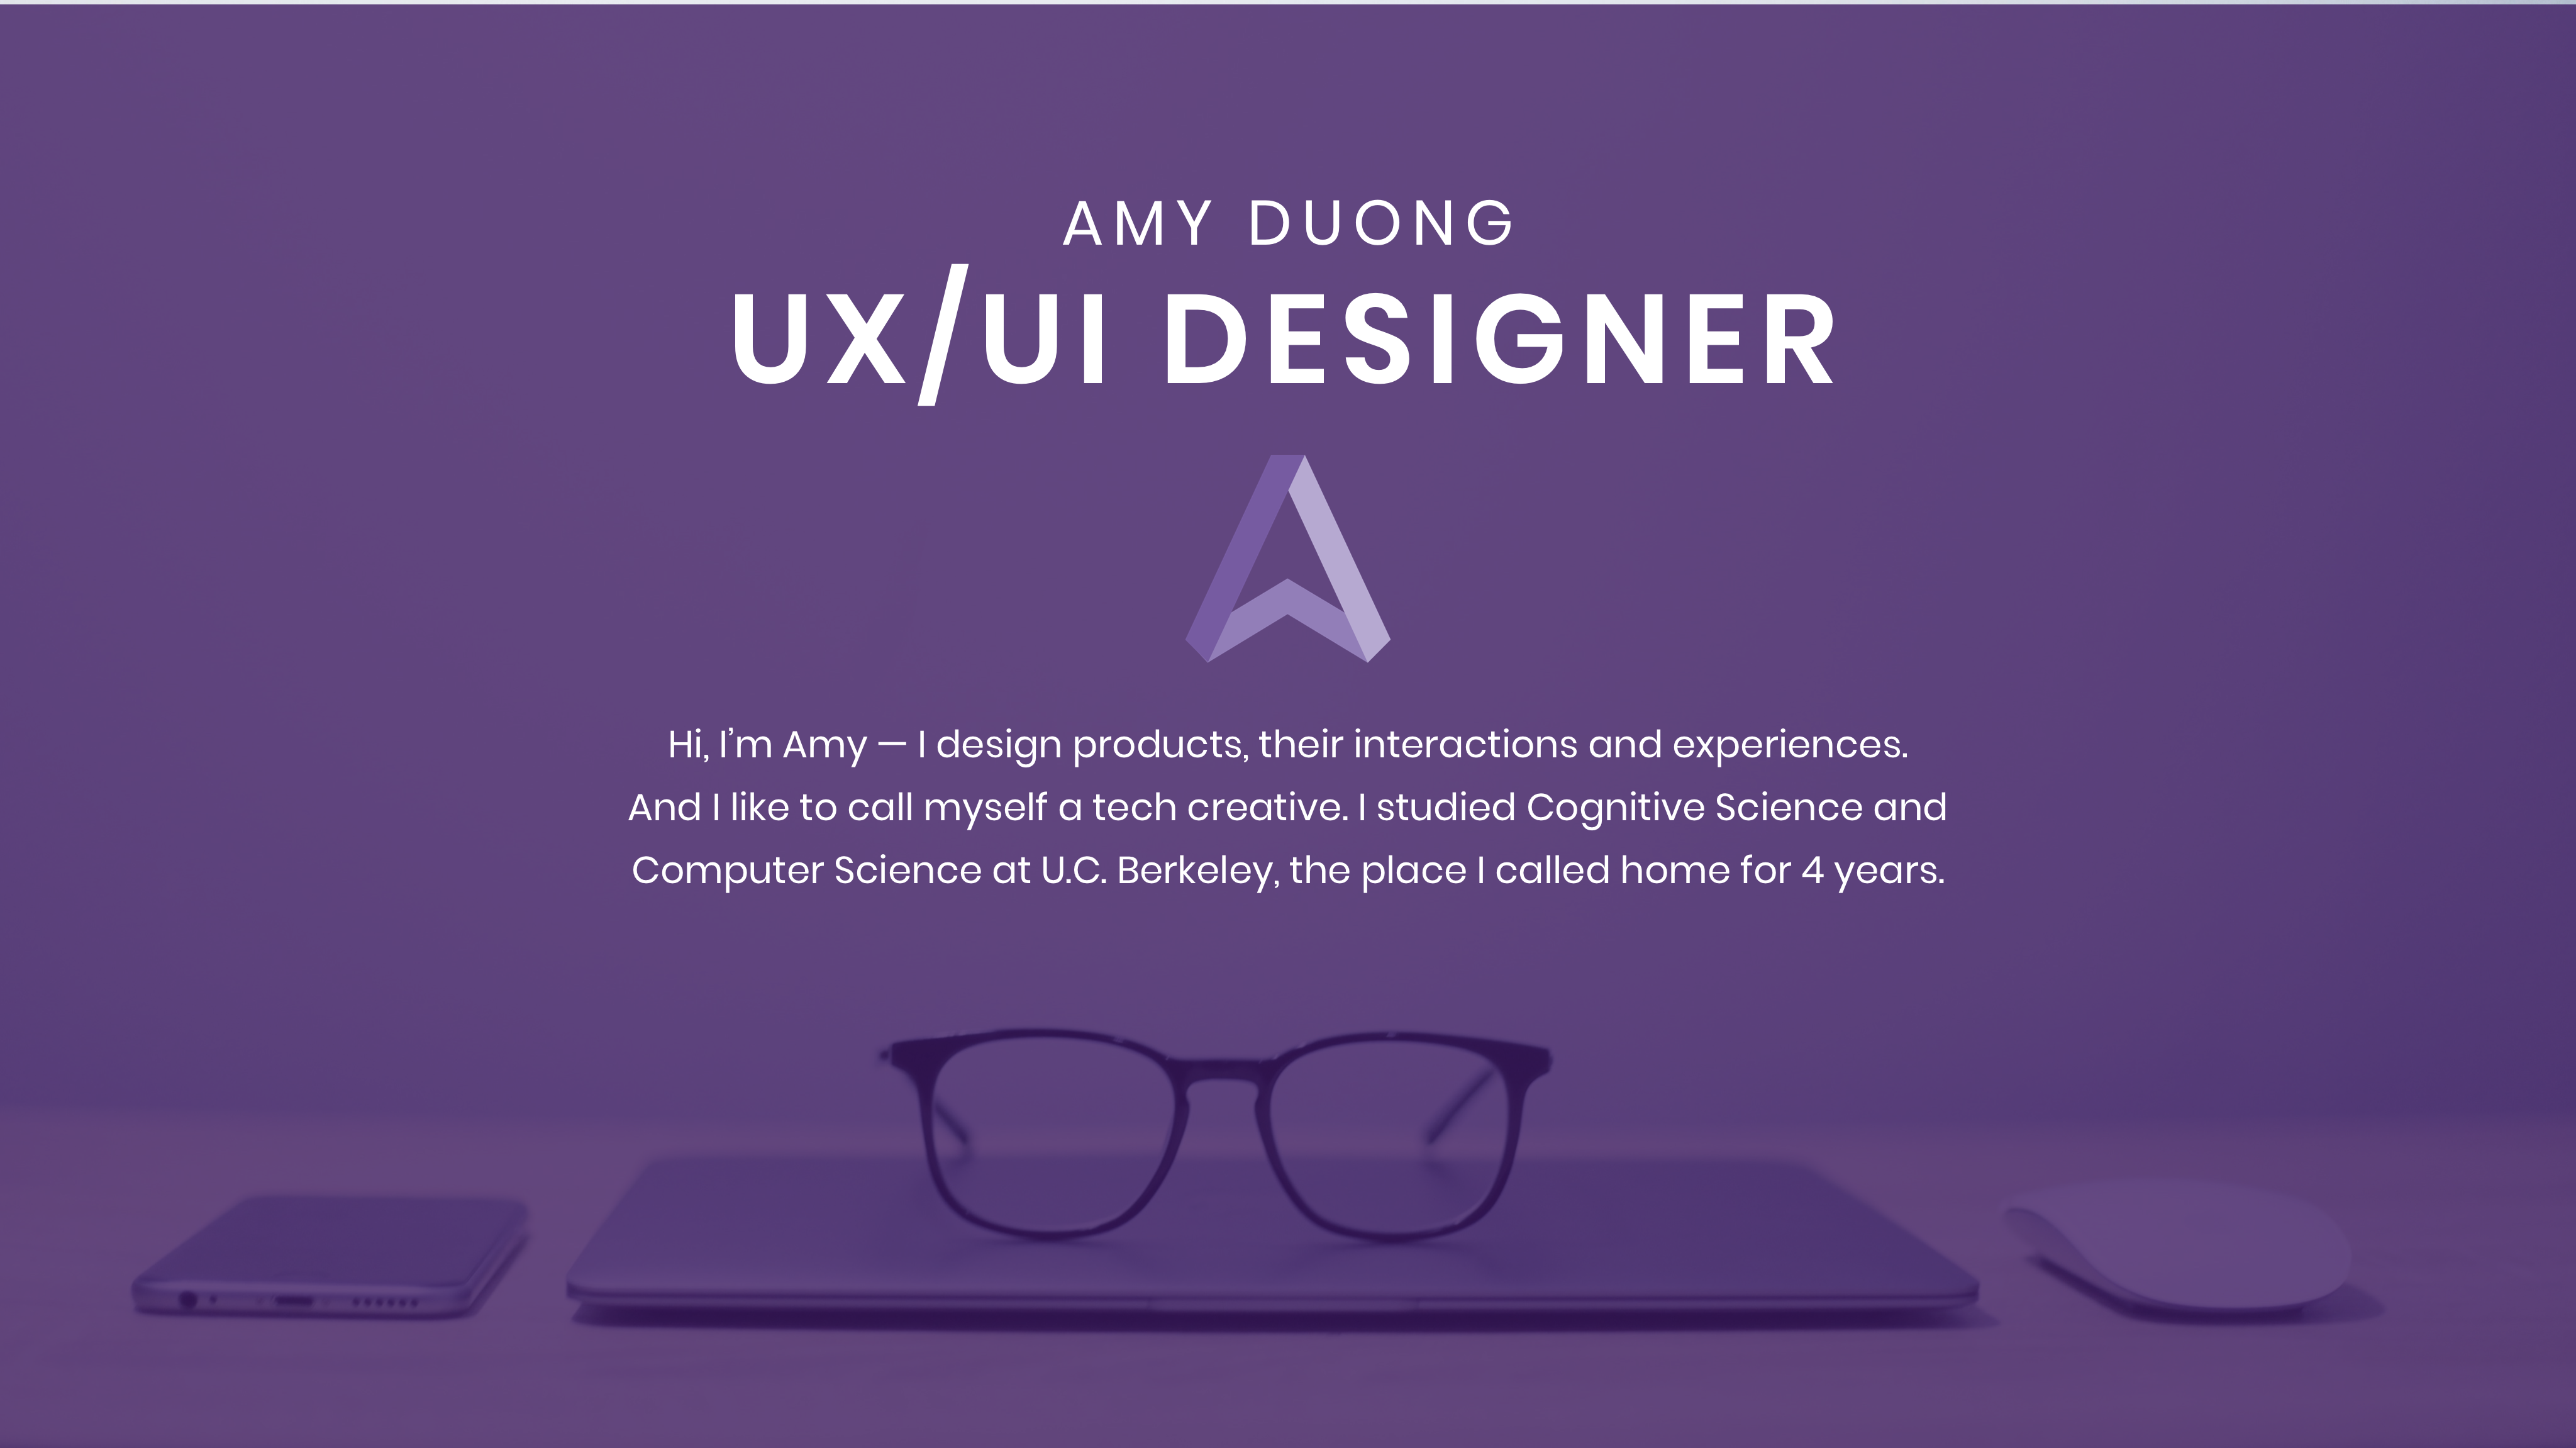 AMY DUONG
UX/UI DESIGNER
Hi, I’m Amy — I design products, their interactions and experiences.
And I like to call myself a tech creative. I studied Cognitive Science and
Computer Science at U.C. Berkeley, the place I called home for 4 years.